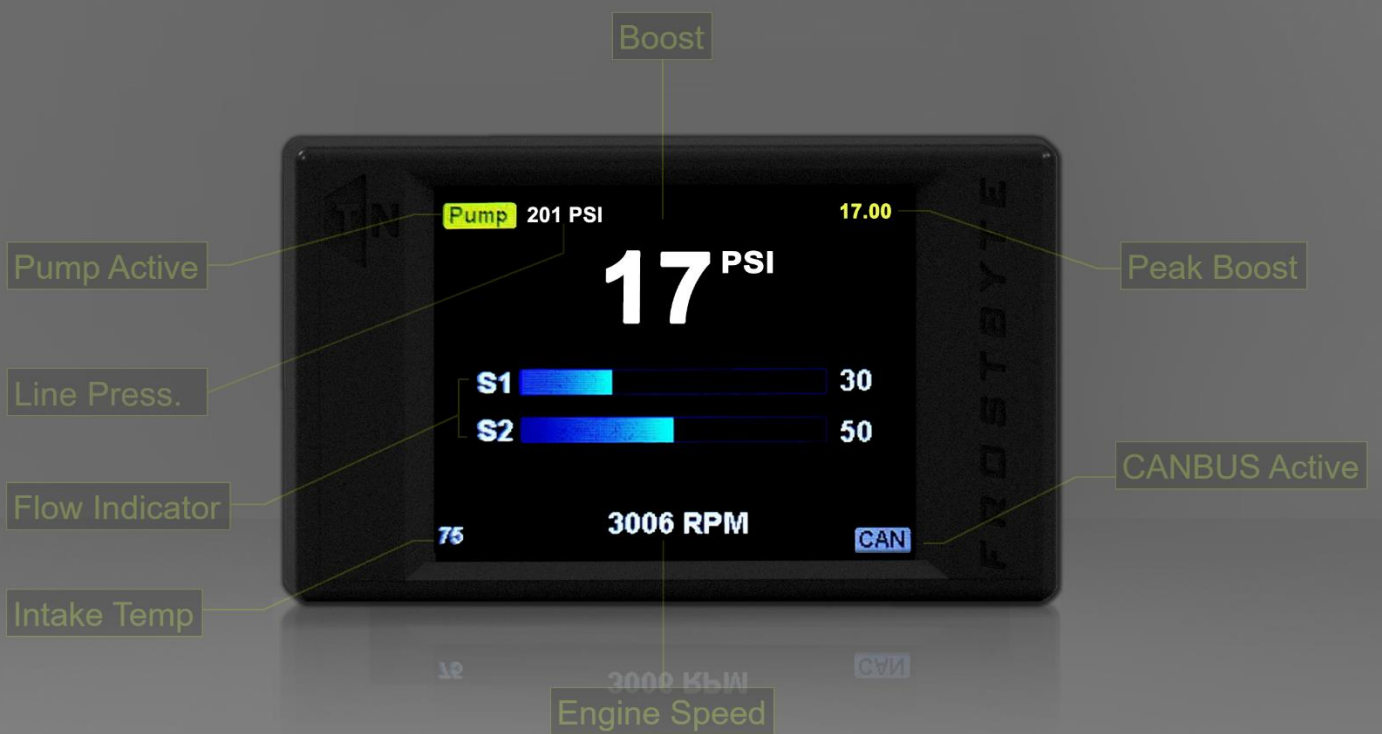 Boost
Pump 201 PSI
17.00
Pump Active
17 PSI
Peak Boost
Line Press.
S1 30
S2 50
Flow Indicator
CANBUS Active
75
3006 RPM
CAN
Intake Temp
Engine Speed
FROSTBYTE